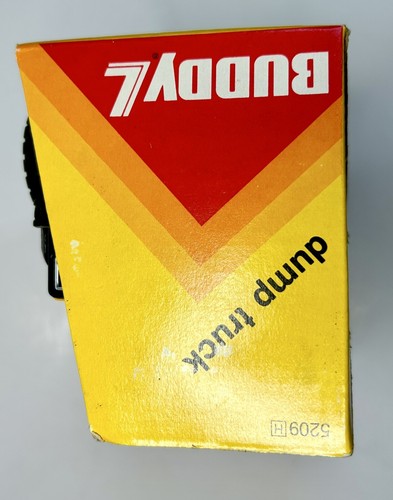 5209 H
dump truck
BUDDY L